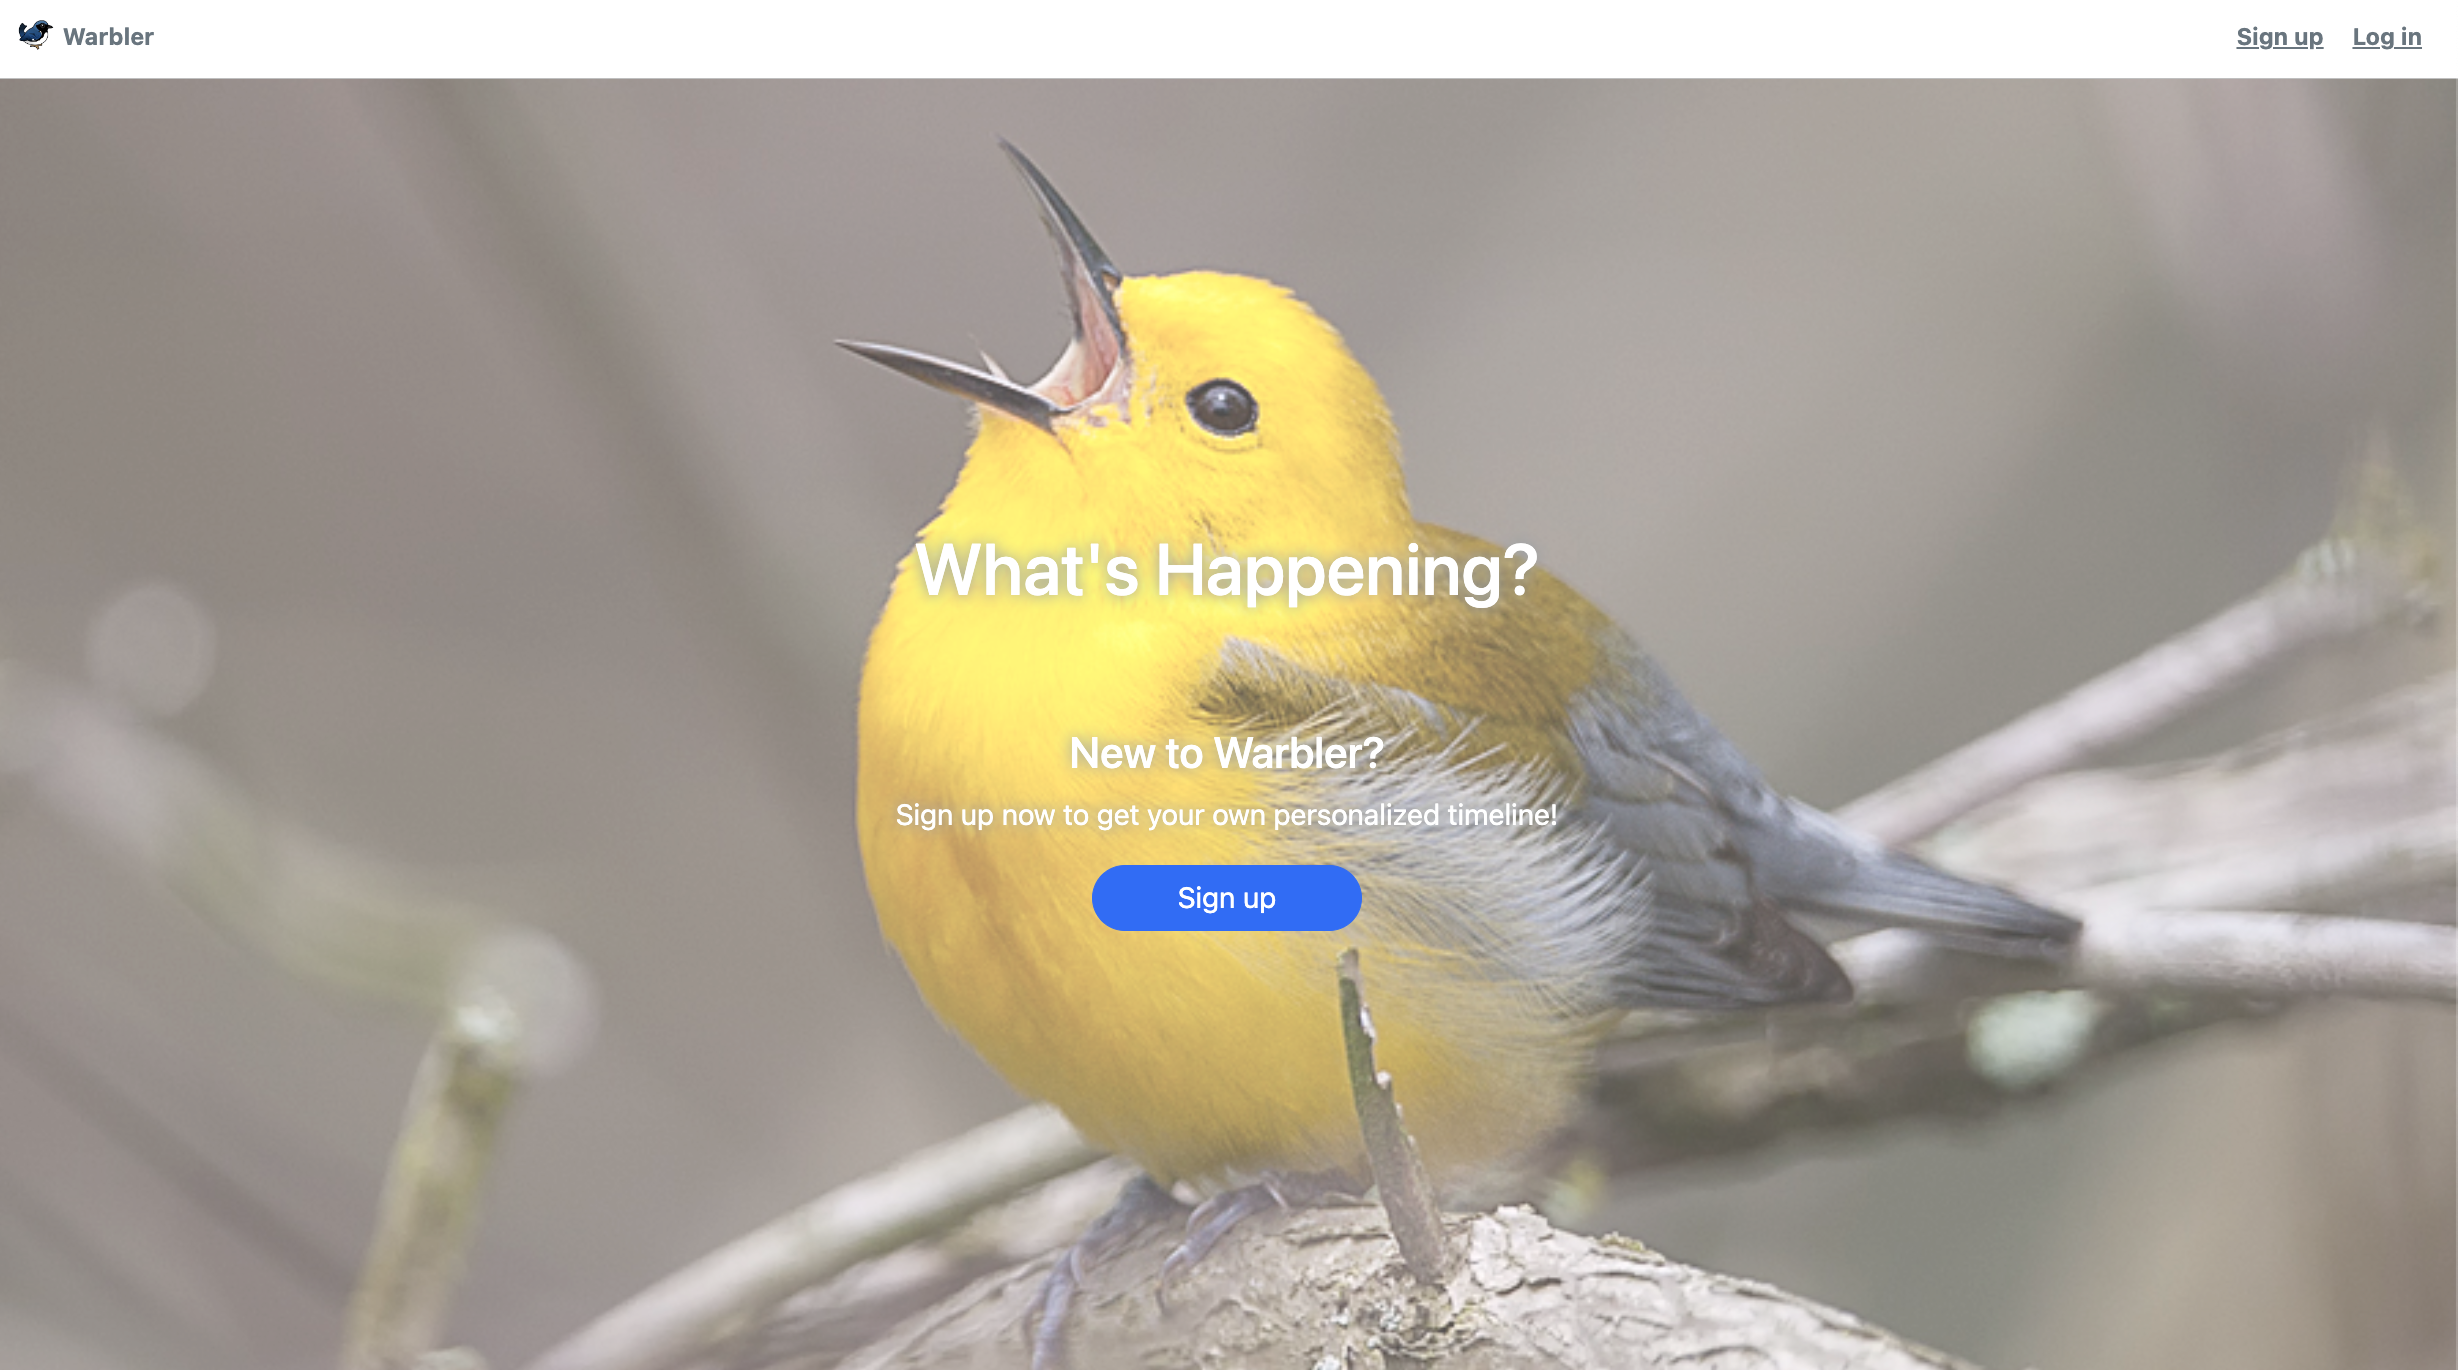 Warbler
Sign up Log in
What's Happening?
New to Warbler?
Sign up now to get your own personalized timeline!
Sign up